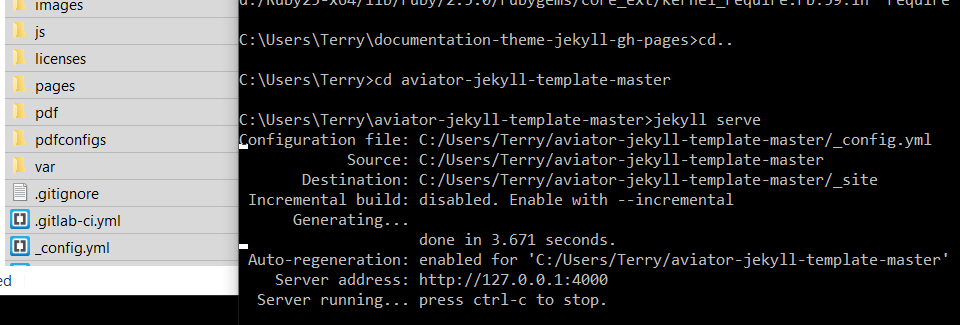 images
js
licenses
pages
pdf
pdfconfigs
var
.gitignore
.gitlab-ci.yml
_config.yml
ed
d:/Ruby25-x64/lib/ruby/2.5.0/rubygems/core_ext/kernel_require.rb:59:in `require
C:\Users\Terry\documentation-theme-jekyll-gh-pages>cd..
C:\Users\Terry>cd aviator-jekyll-template-master
C:\Users\Terry\aviator-jekyll-template-master>jekyll serve
Configuration file: C:/Users/Terry/aviator-jekyll-template-master/_config.yml
Source: C:/Users/Terry/aviator-jekyll-template-master
Destination: C:/Users/Terry/aviator-jekyll-template-master/_site
Incremental build: disabled. Enable with --incremental
Generating...
done in 3.671 seconds.
Auto-regeneration: enabled for 'C:/Users/Terry/aviator-jekyll-template-master'
Server address: http://127.0.0.1:4000
Server running... press ctrl-c to stop.